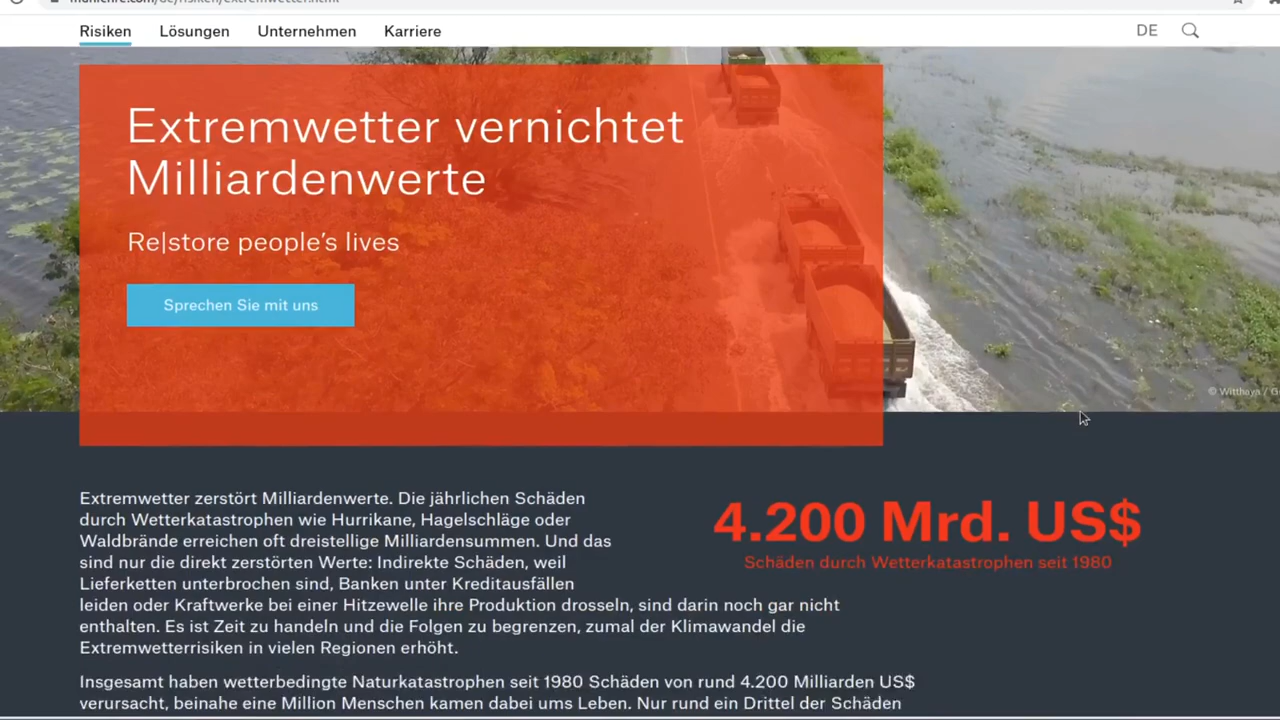 Risiken Lösungen Unternehmen Karriere DE
Extremwetter vernichtet
Milliardenwerte
Re|store people's lives
Sprechen Sie mit uns
© Witthaya / G
Extremwetter zerstört Milliardenwerte. Die jährlichen Schäden
durch Wetterkatastrophen wie Hurrikane, Hagelschläge oder
Waldbrände erreichen oft dreistellige Milliardensummen. Und das
sind nur die direkt zerstörten Werte: Indirekte Schäden, weil
Lieferketten unterbrochen sind, Banken unter Kreditausfällen
leiden oder Kraftwerke bei einer Hitzewelle ihre Produktion drosseln, sind darin noch gar nicht
enthalten. Es ist Zeit zu handeln und die Folgen zu begrenzen, zumal der Klimawandel die
Extremwetterrisiken in vielen Regionen erhöht.
4.200 Mrd. US$
Schäden durch Wetterkatastrophen seit 1980
Insgesamt haben wetterbedingte Naturkatastrophen seit 1980 Schäden von rund 4.200 Milliarden US$
verursacht, beinahe eine Million Menschen kamen dabei ums Leben. Nur rund ein Drittel der Schäden